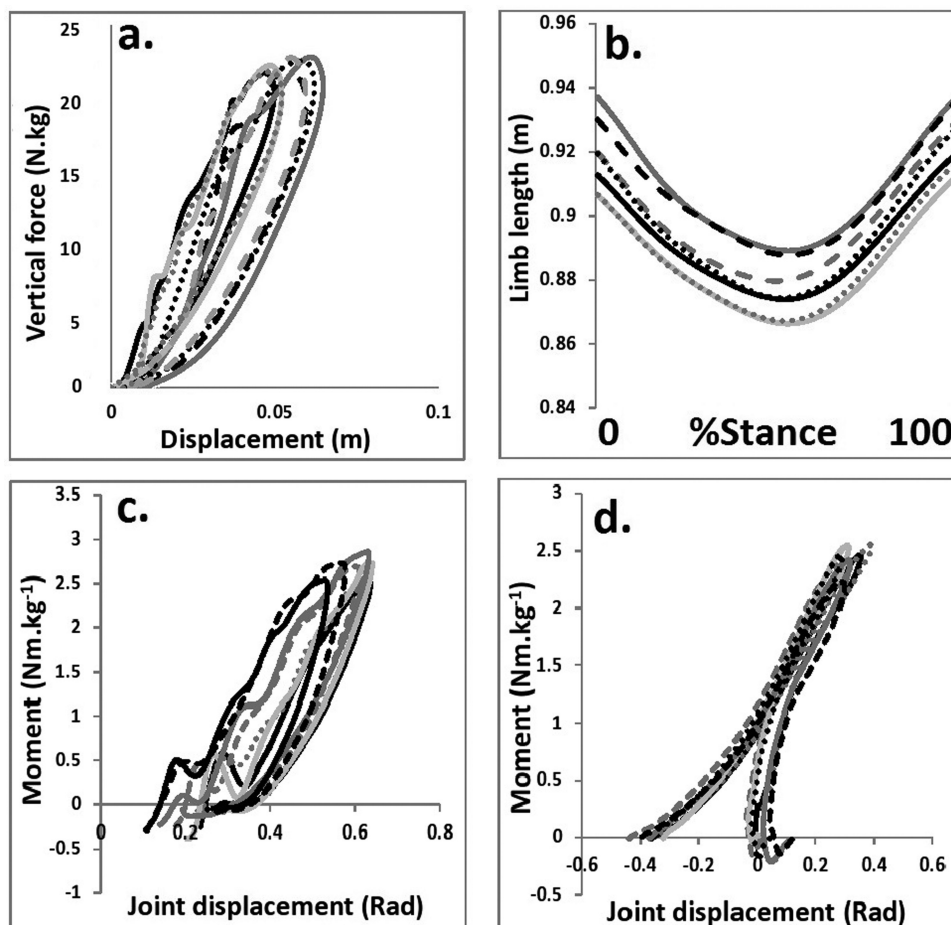 a.
25
20
15
10
5
0
0 0.05 0.1
Vertical force (N.kg)
Displacement (m)
b.
0.96
0.94
0.92
0.9
0.88
0.86
0.84
Limb length (m)
0 %Stance 100
c.
3.5
3
2.5
2
1.5
1
0.5
0
-0.5
-1
0 0.2 0.4 0.6 0.8
Moment (Nm.kg-1)
Joint displacement (Rad)
d.
3
2.5
2
1.5
1
0.5
0
-0.5
-0.6 -0.4 -0.2 0 0.2 0.4 0.6
Moment (Nm.kg-1)
Joint displacement (Rad)